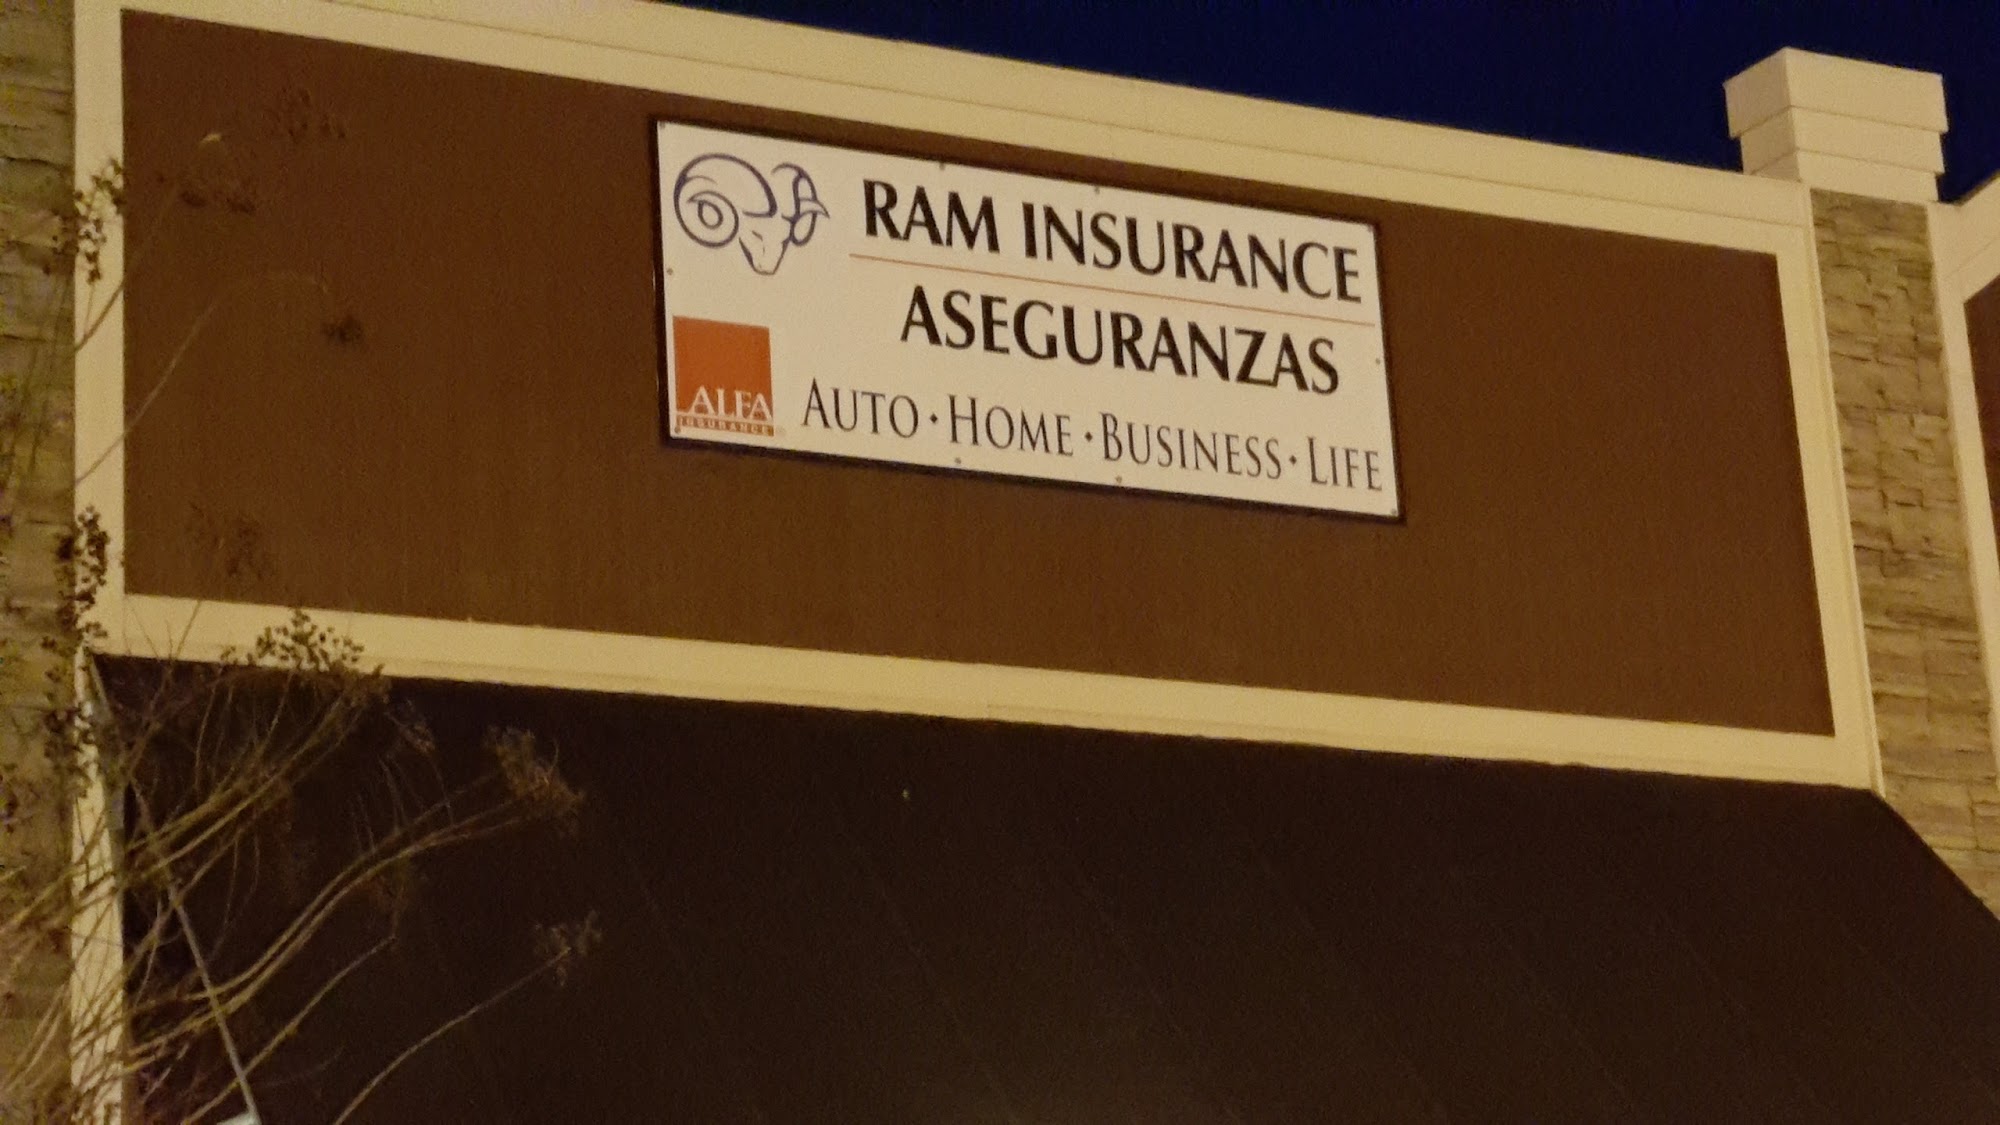 RAM INSURANCE
ASEGURANZAS
AUTO · HOME · BUSINESS · LIFE
ALFA
INSURANCE